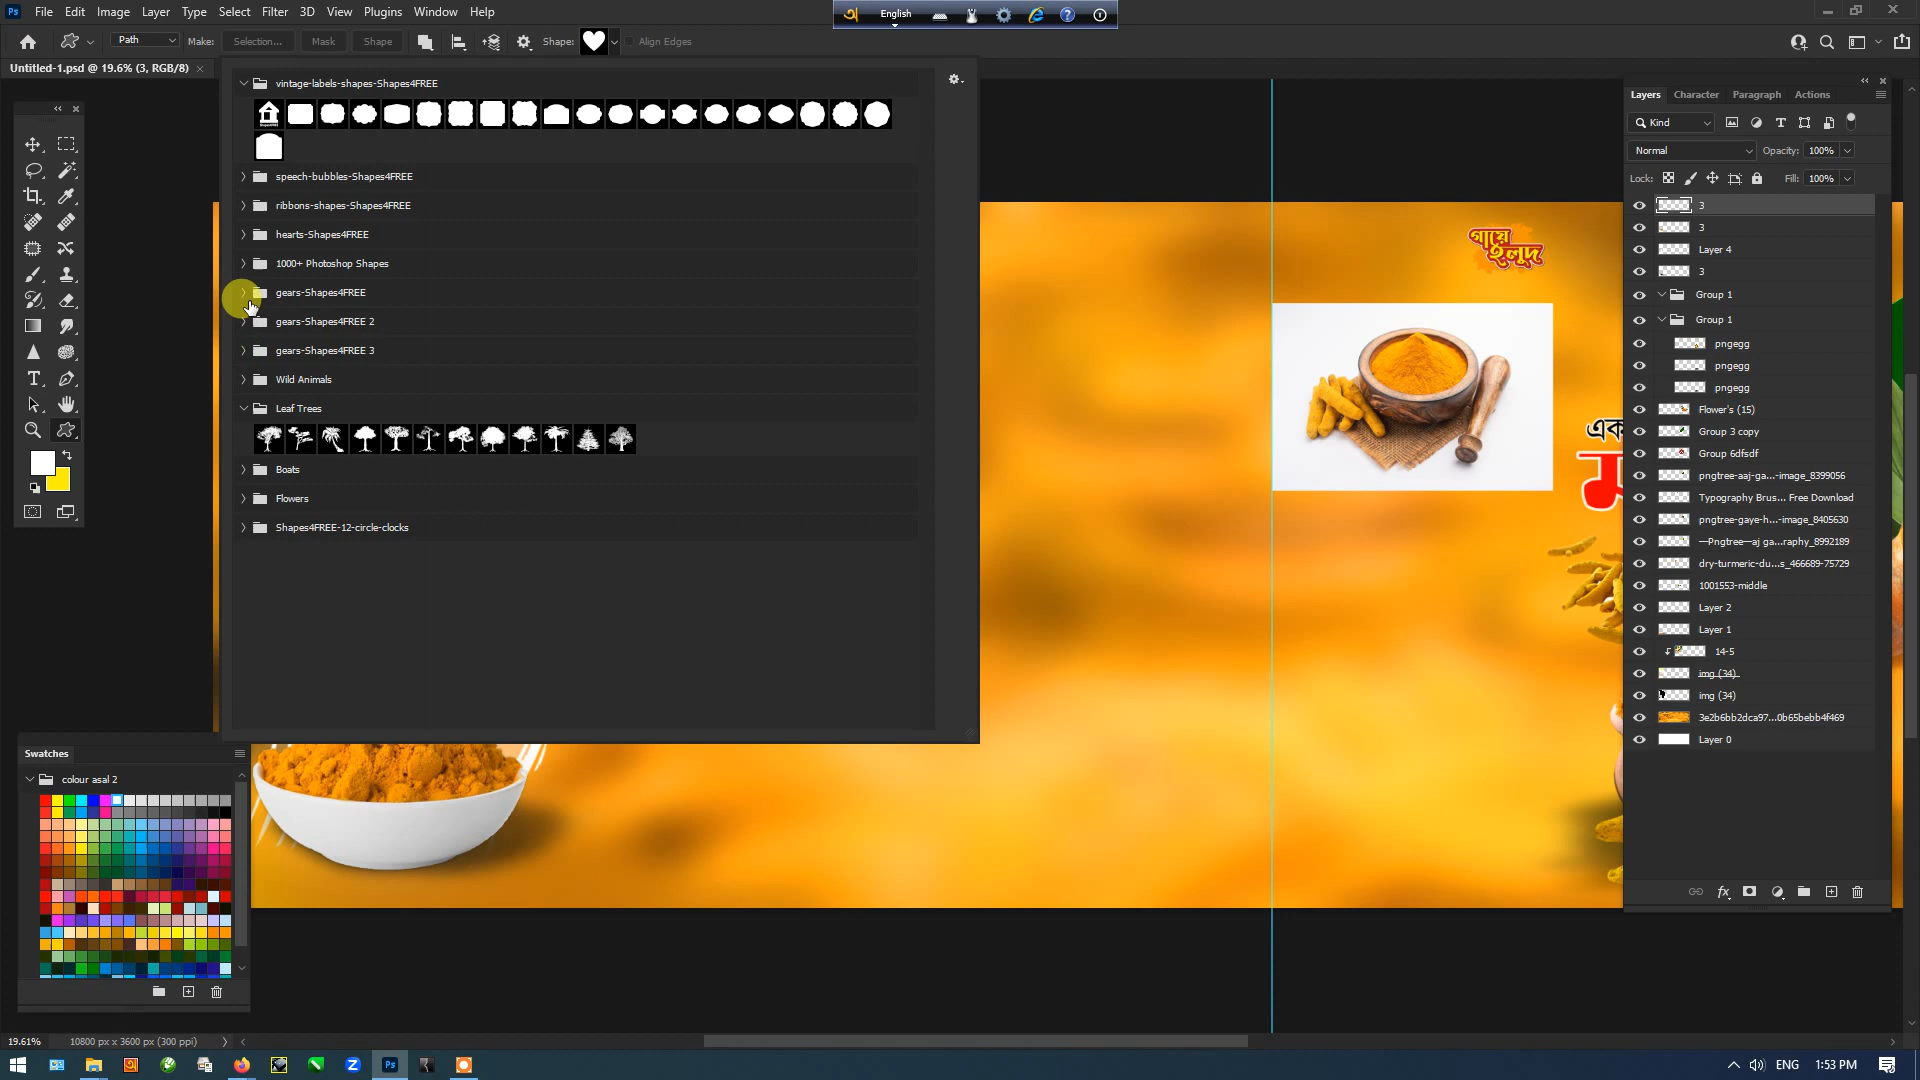 Ps File Edit Image Layer Type Select Filter 3D View Plugins Window Help
English
Path Make: Selection... Mask Shape Shape: Align Edges
Untitled-1.psd @ 19.6% (3, RGB/8) ×
vintage-labels-shapes-Shapes4FREE
speech-bubbles-Shapes4FREE
ribbons-shapes-Shapes4FREE
hearts-Shapes4FREE
1000+ Photoshop Shapes
gears-Shapes4FREE
gears-Shapes4FREE 2
gears-Shapes4FREE 3
Wild Animals
Leaf Trees
Boats
Flowers
Shapes4FREE-12-circle-clocks
গায়ে
হলুদ
Layers Character Paragraph Actions
Kind
Normal Opacity: 100%
Lock: Fill: 100%
3
3
Layer 4
3
Group 1
Group 1
pngegg
pngegg
pngegg
Flower's (15)
Group 3 copy
Group 6dfsdf
pngtree-aaj-ga...-image_8399056
Typography Brus... Free Download
pngtree-gaye-h...-image_8405630
—Pngtree—aj ga...raphy_8992189
dry-turmeric-du...s_466689-75729
1001553-middle
Layer 2
Layer 1
14-5
img (34)
img (34)
3e2b6bb2dca97...0b65bebb4f469
Layer 0
Swatches
colour asal 2
19.61% 10800 px x 3600 px (300 ppi)
ENG 1:53 PM